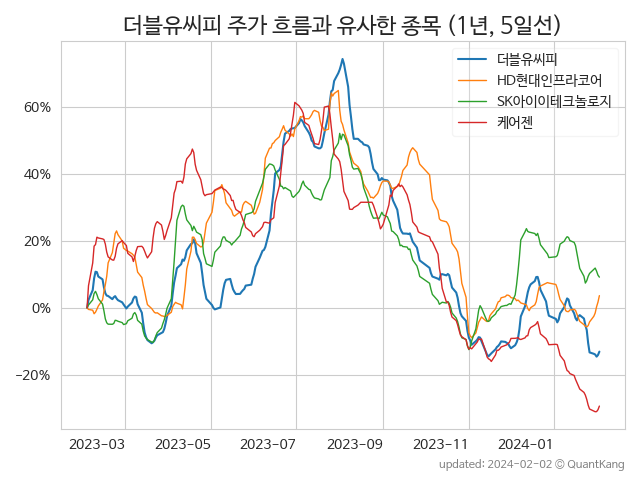 더블유씨피 주가 흐름과 유사한 종목 (1년, 5일선)
더블유씨피
HD현대인프라코어
SK아이이테크놀로지
케어젠
60%
40%
20%
0%
−20%
2023−03 2023−05 2023−07 2023−09 2023−11 2024−01
updated: 2024-02-02 © QuantKang